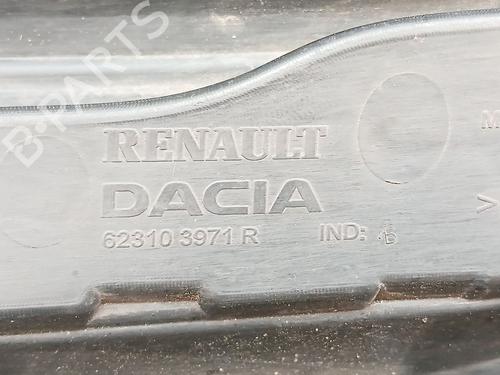 B-PARTS
RENAULT
DACIA
62310 3971 R IND:
M
>